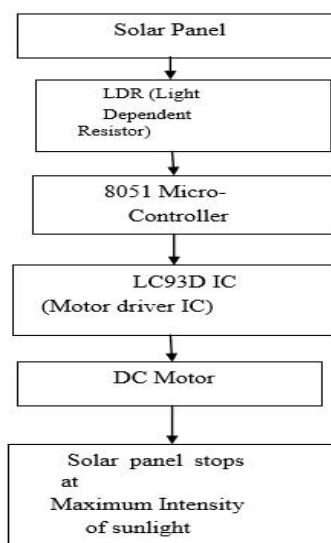 Solar Panel
LDR (Light
Dependent
Resistor)
8051 Micro-
Controller
LC93D IC
(Motor driver IC)
DC Motor
Solar panel stops
at
Maximum Intensity
of sunlight